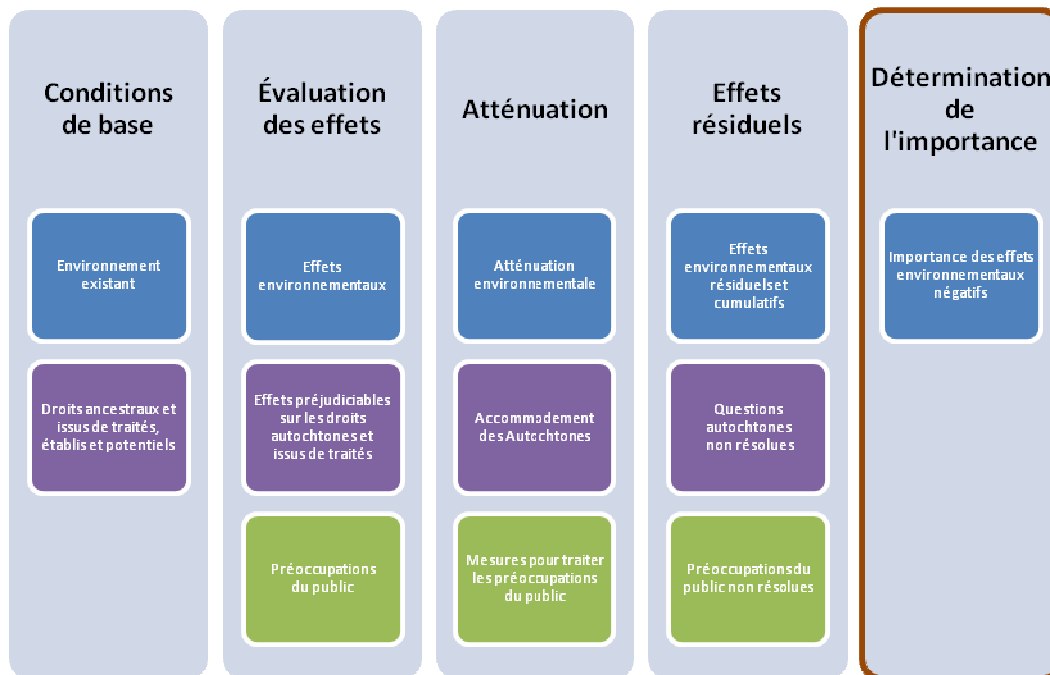 Conditions
de base
Environnement
existant
Droits ancestraux et
issus de traités,
établis et potentiels
Évaluation
des effets
Effets
environnementaux
Effets préjudiciables
sur les droits
autochtones et
issus de traités
Préoccupations
du public
Atténuation
Atténuation
environnementale
Accommodement
des Autochtones
Mesures pour traiter
les préoccupations
du public
Effets
résiduels
Effets
environnementaux
résiduels et
cumulatifs
Questions
autochtones
non résolues
Préoccupations du
public non résolues
Détermination
de
l'importance
Importance des effets
environnementaux
négatifs